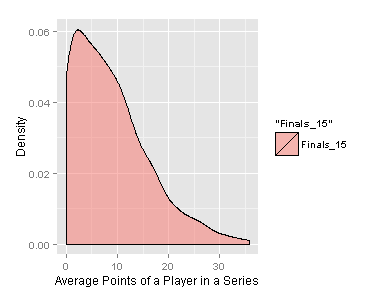 0.06
0.04
0.02
0.00
Density
0 10 20 30
Average Points of a Player in a Series
"Finals_15"
Finals_15